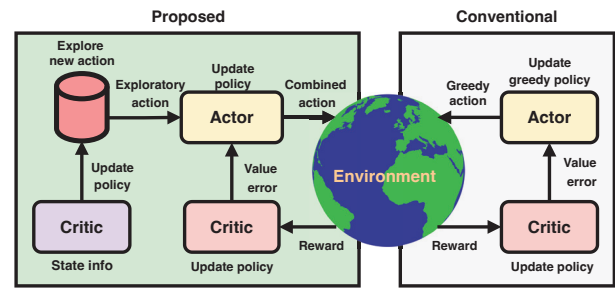 Proposed
Conventional
Explore
new action
Exploratory
action
Update
policy
Combined
action
Actor
Update
policy
Value
error
Critic
State info
Critic
Update policy
Reward
Environment
Greedy
action
Update
greedy policy
Actor
Value
error
Reward
Critic
Update policy